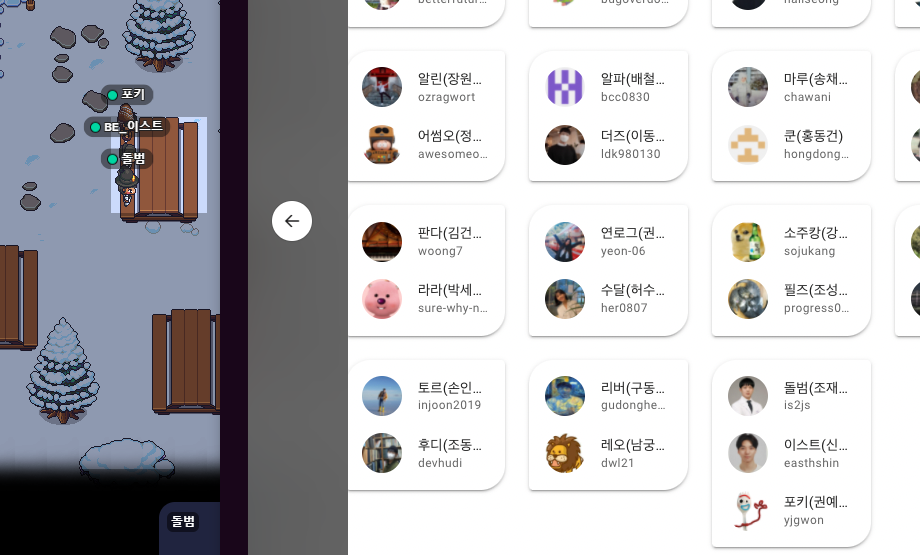 포키
BE_이스트
돌범
돌범
알린(장원...
ozragwort
어썸오(정...
awesomeo...
알파(배철...
bcc0830
더즈(이동...
ldk980130
마루(송채...
chawani
쿤(홍동건)
hongdong...
판다(김건...
woong7
라라(박세...
sure-why-n...
연로그(권...
yeon-06
수달(허수...
her0807
소주캉(강...
sojukang
필즈(조성...
progress0...
토르(손인...
injoon2019
후디(조동...
devhudi
리버(구동...
gudonghe...
레오(남궁...
dwl21
돌범(조재...
is2js
이스트(신...
easthshin
포키(권예...
yjgwon